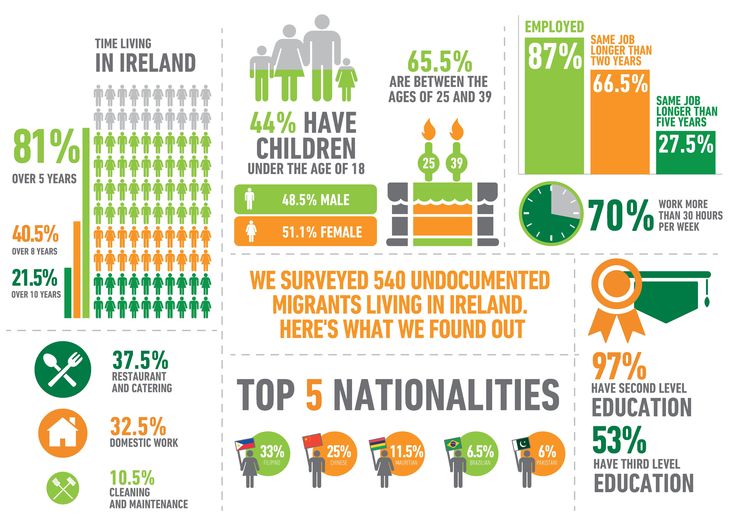 TIME LIVING
IN IRELAND
81%
OVER 5 YEARS
40.5%
OVER 8 YEARS
21.5%
OVER 10 YEARS
44% HAVE
CHILDREN
UNDER THE AGE OF 18
48.5% MALE
51.1% FEMALE
65.5%
ARE BETWEEN THE
AGES OF 25 AND 39
25
39
EMPLOYED
87%
SAME JOB
LONGER THAN
TWO YEARS
66.5%
SAME JOB
LONGER THAN
FIVE YEARS
27.5%
70%
WORK MORE
THAN 30 HOURS
PER WEEK
WE SURVEYED 540 UNDOCUMENTED
MIGRANTS LIVING IN IRELAND.
HERE'S WHAT WE FOUND OUT
37.5%
RESTAURANT
AND CATERING
32.5%
DOMESTIC WORK
10.5%
CLEANING
AND MAINTENANCE
TOP 5 NATIONALITIES
33%
FILIPINO
25%
CHINESE
11.5%
MAURITIAN
6.5%
BRAZILIAN
6%
PAKISTANI
97%
HAVE SECOND LEVEL
EDUCATION
53%
HAVE THIRD LEVEL
EDUCATION